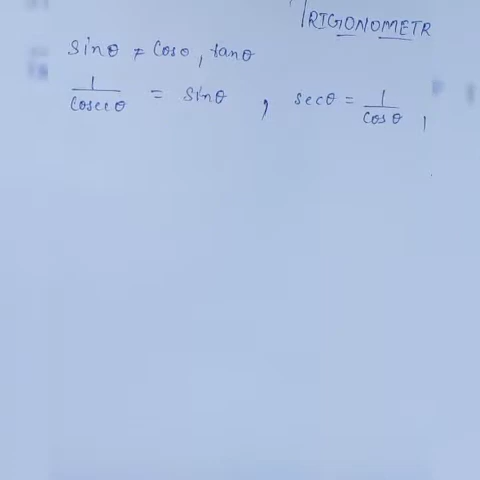 TRIGONOMETR
sinθ ≠ cosθ, tanθ
1/cosecθ = sinθ, secθ = 1/cosθ,